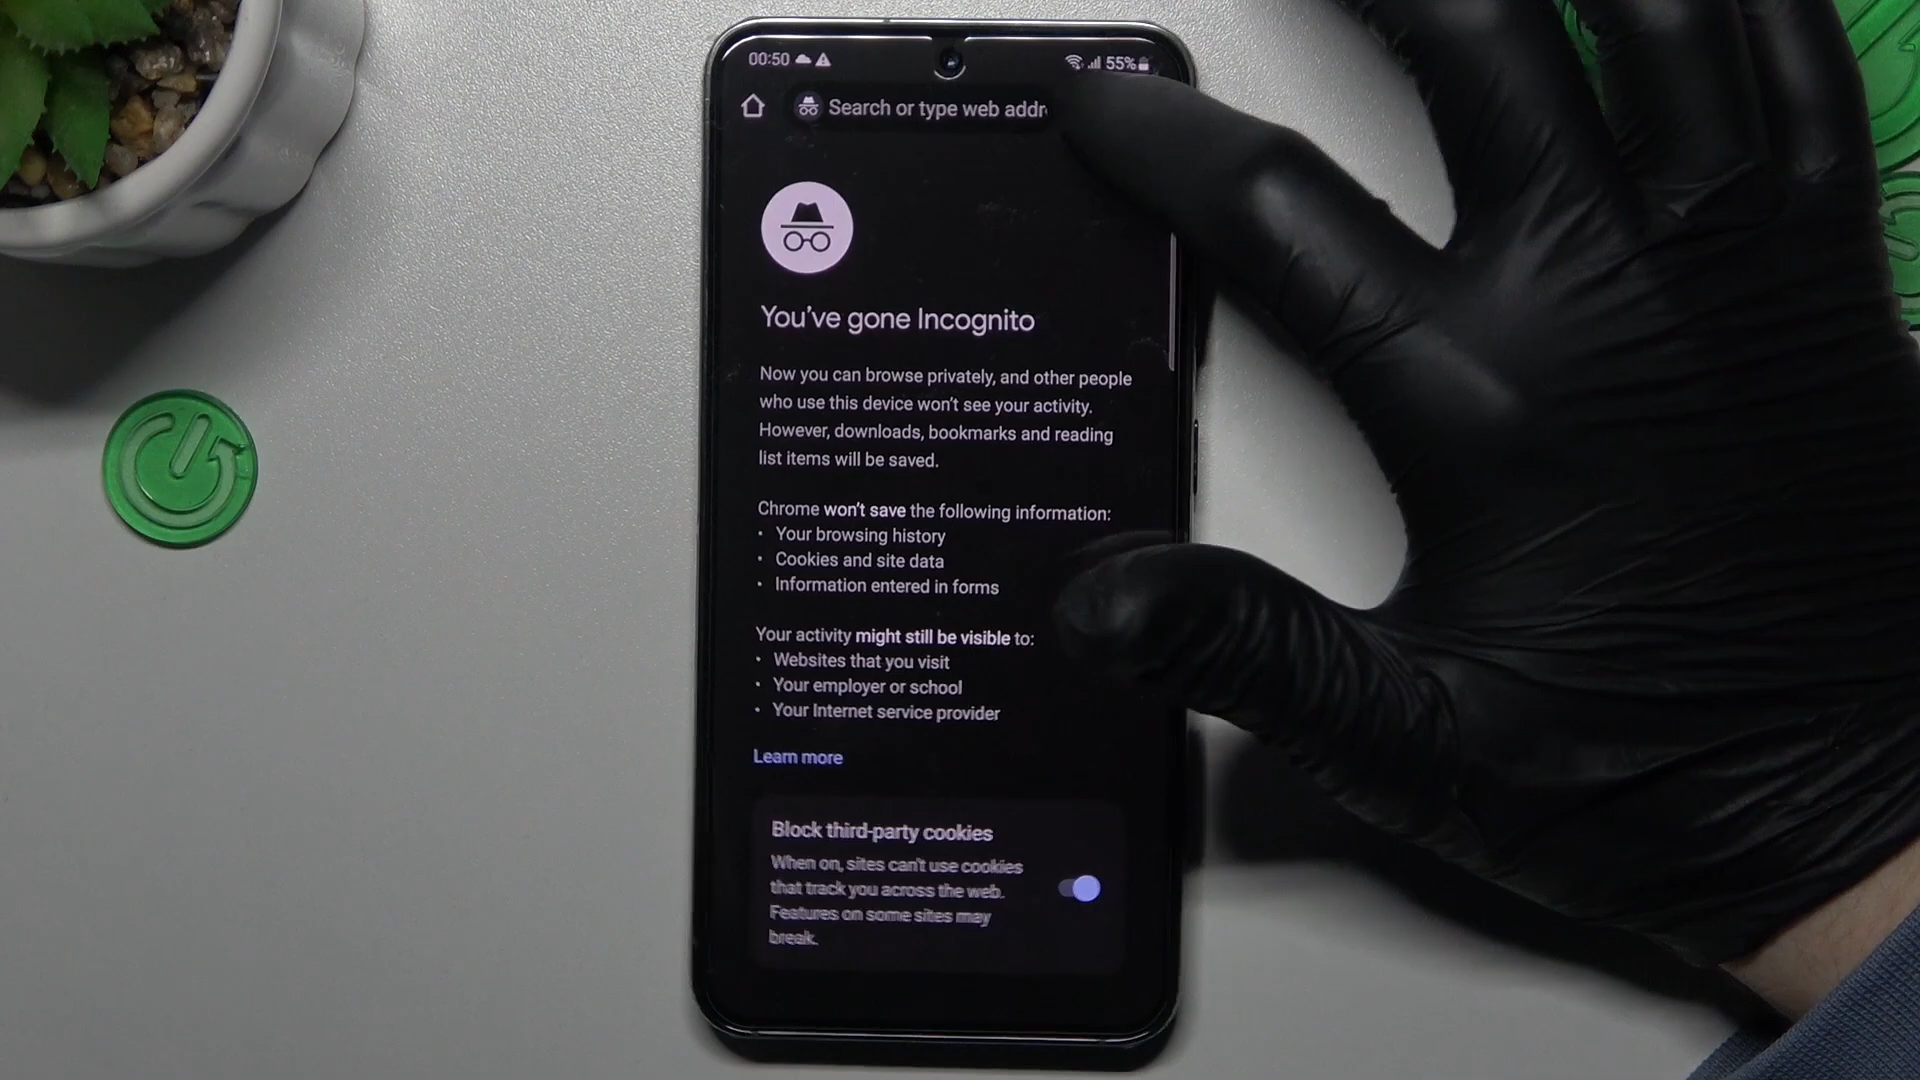 00:50
55%
Search or type web addr
You've gone Incognito
Now you can browse privately, and other people
who use this device won't see your activity.
However, downloads, bookmarks and reading
list items will be saved.
Chrome won't save the following information:
· Your browsing history
· Cookies and site data
· Information entered in forms
Your activity might still be visible to:
· Websites that you visit
· Your employer or school
· Your Internet service provider
Learn more
Block third-party cookies
When on, sites can't use cookies
that track you across the web.
Features on some sites may
break.